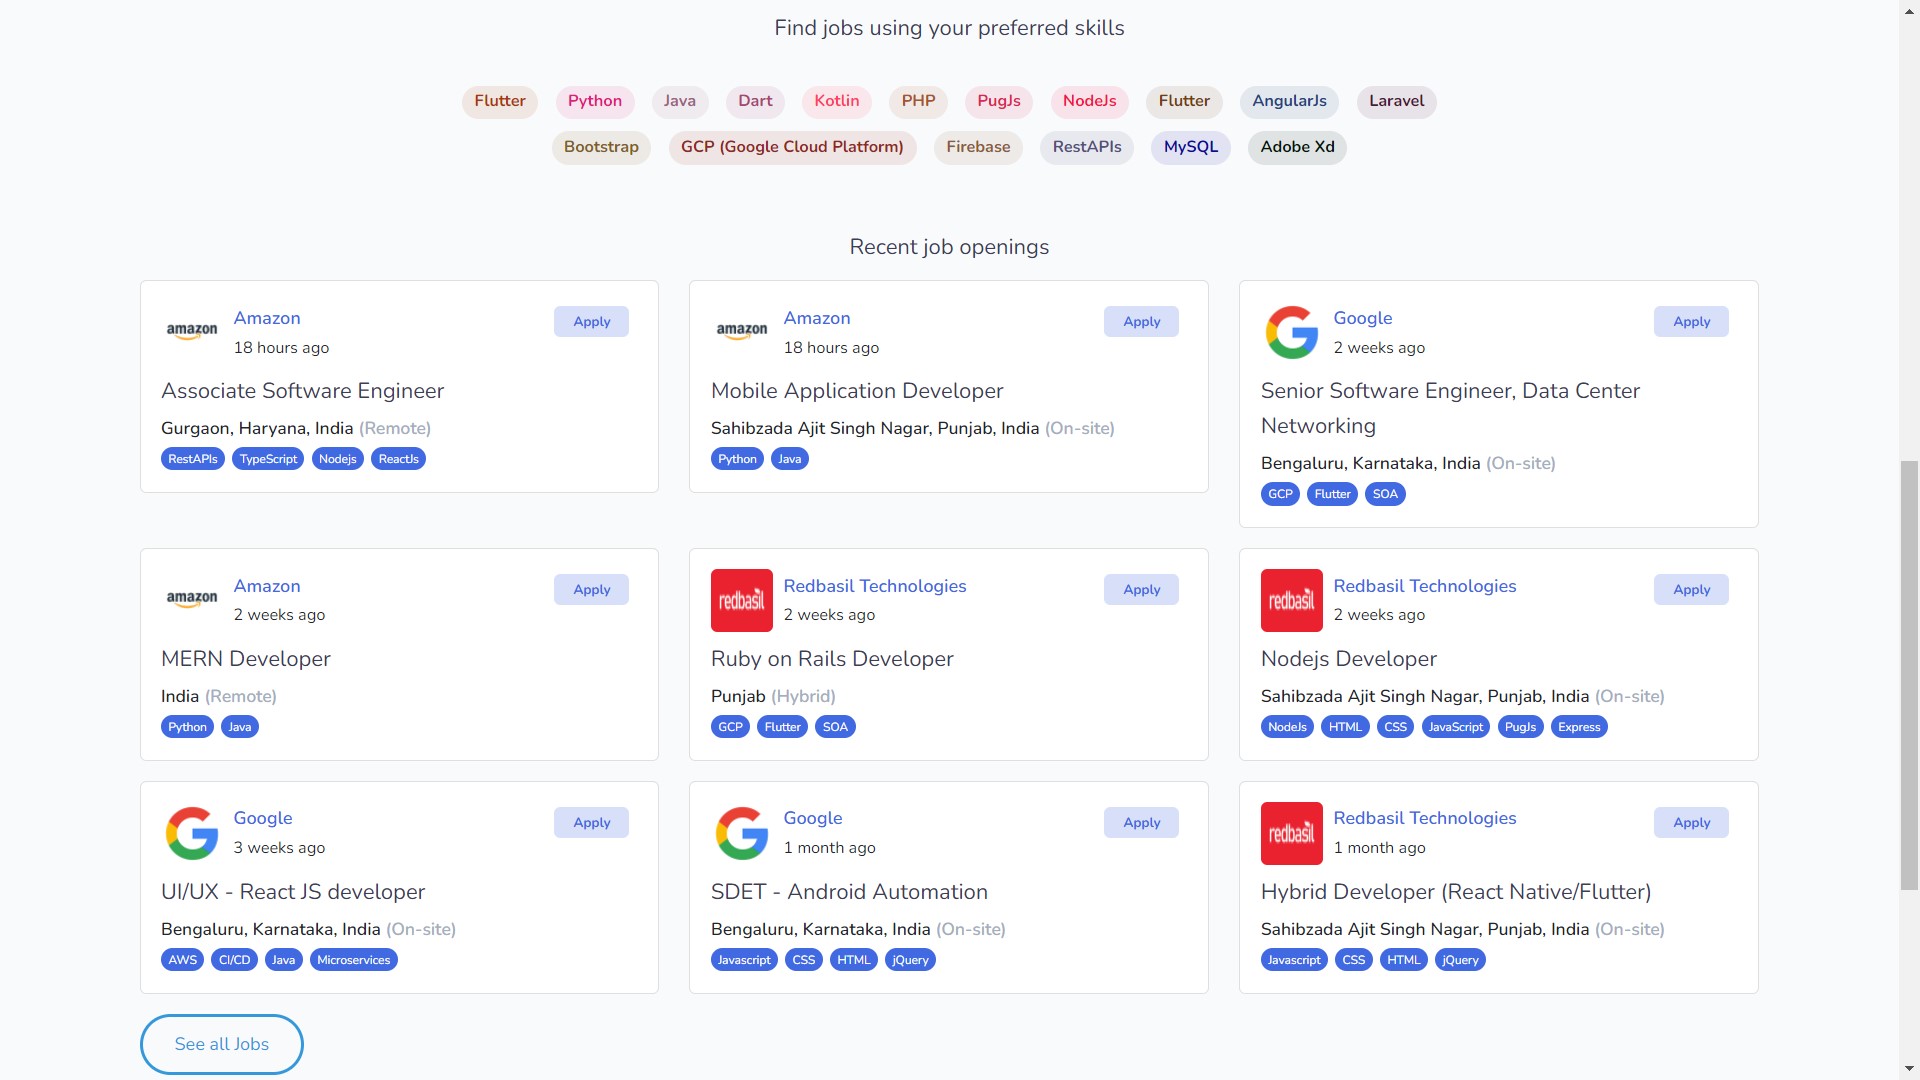 Find jobs using your preferred skills
Flutter Python Java Dart Kotlin PHP PugJs NodeJs Flutter AngularJs Laravel
Bootstrap GCP (Google Cloud Platform) Firebase RestAPIs MySQL Adobe Xd
Recent job openings
amazon Amazon Apply
18 hours ago
Associate Software Engineer
Gurgaon, Haryana, India (Remote)
RestAPIs TypeScript Nodejs ReactJs
amazon Amazon Apply
18 hours ago
Mobile Application Developer
Sahibzada Ajit Singh Nagar, Punjab, India (On-site)
Python Java
Google Apply
2 weeks ago
Senior Software Engineer, Data Center
Networking
Bengaluru, Karnataka, India (On-site)
GCP Flutter SOA
amazon Amazon Apply
2 weeks ago
MERN Developer
India (Remote)
Python Java
redbasil Redbasil Technologies Apply
2 weeks ago
Ruby on Rails Developer
Punjab (Hybrid)
GCP Flutter SOA
redbasil Redbasil Technologies Apply
2 weeks ago
Nodejs Developer
Sahibzada Ajit Singh Nagar, Punjab, India (On-site)
NodeJs HTML CSS JavaScript PugJs Express
Google Apply
3 weeks ago
UI/UX - React JS developer
Bengaluru, Karnataka, India (On-site)
AWS CI/CD Java Microservices
Google Apply
1 month ago
SDET - Android Automation
Bengaluru, Karnataka, India (On-site)
Javascript CSS HTML jQuery
redbasil Redbasil Technologies Apply
1 month ago
Hybrid Developer (React Native/Flutter)
Sahibzada Ajit Singh Nagar, Punjab, India (On-site)
Javascript CSS HTML jQuery
See all Jobs